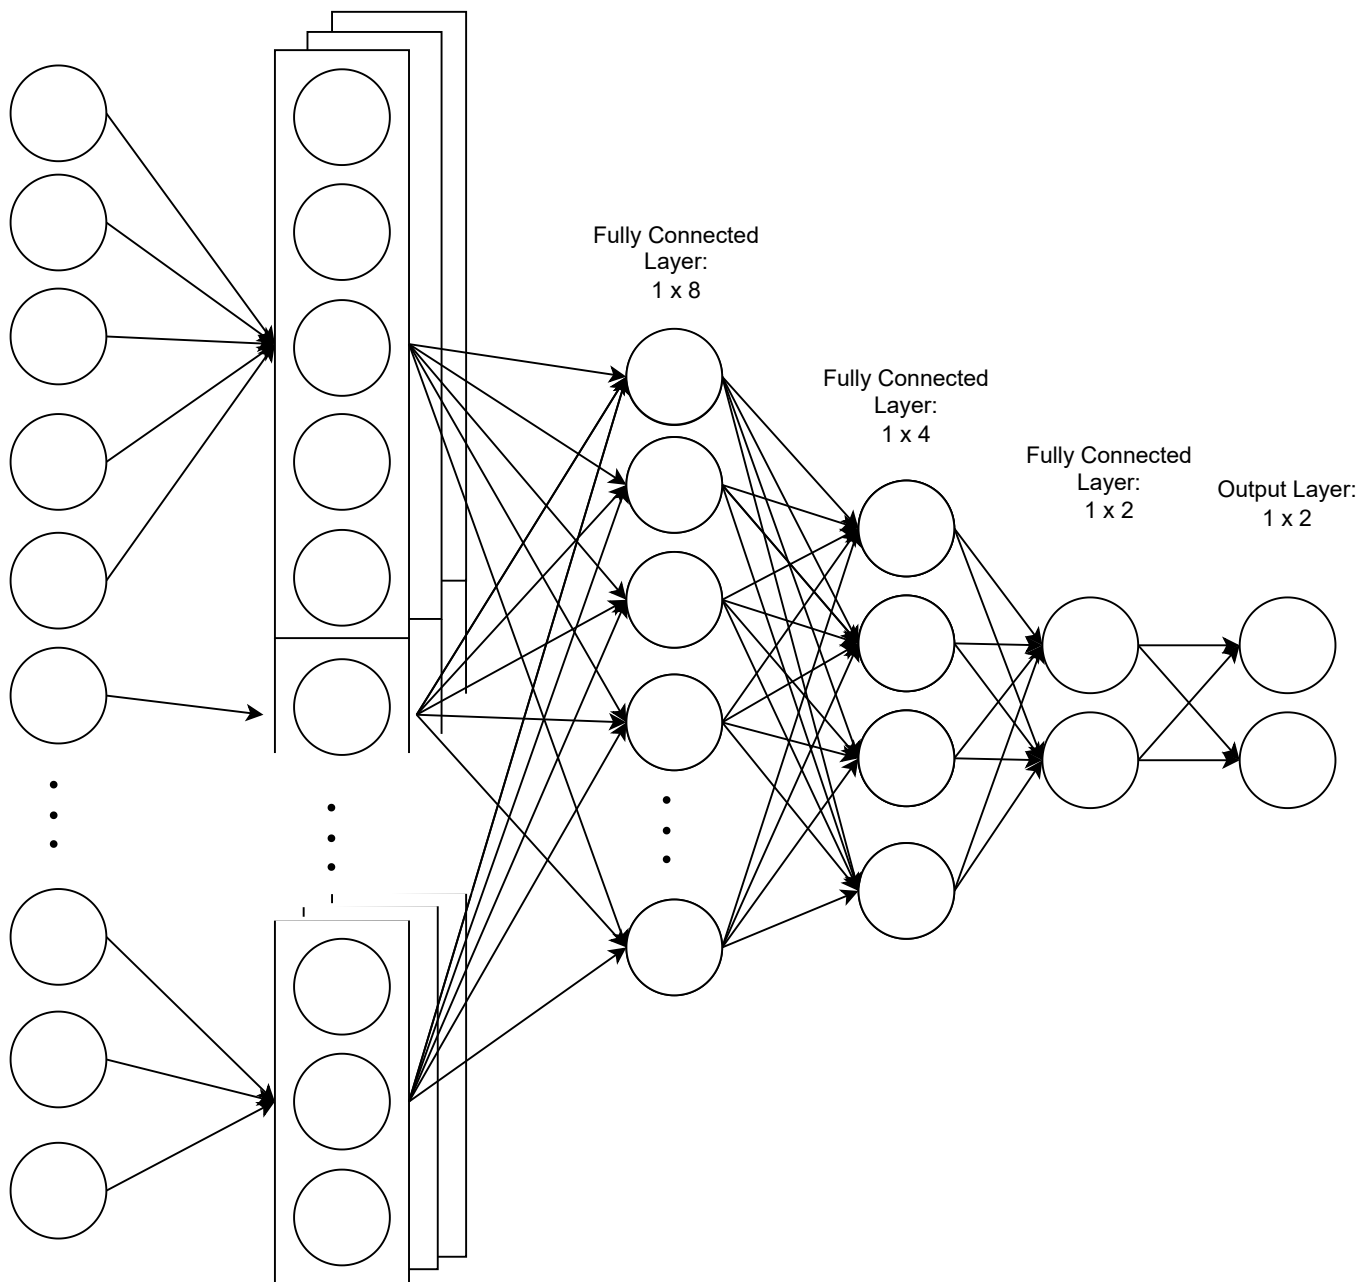 Fully Connected
Layer:
1 x 8
Fully Connected
Layer:
1 x 4
Fully Connected
Layer:
1 x 2
Output Layer:
1 x 2